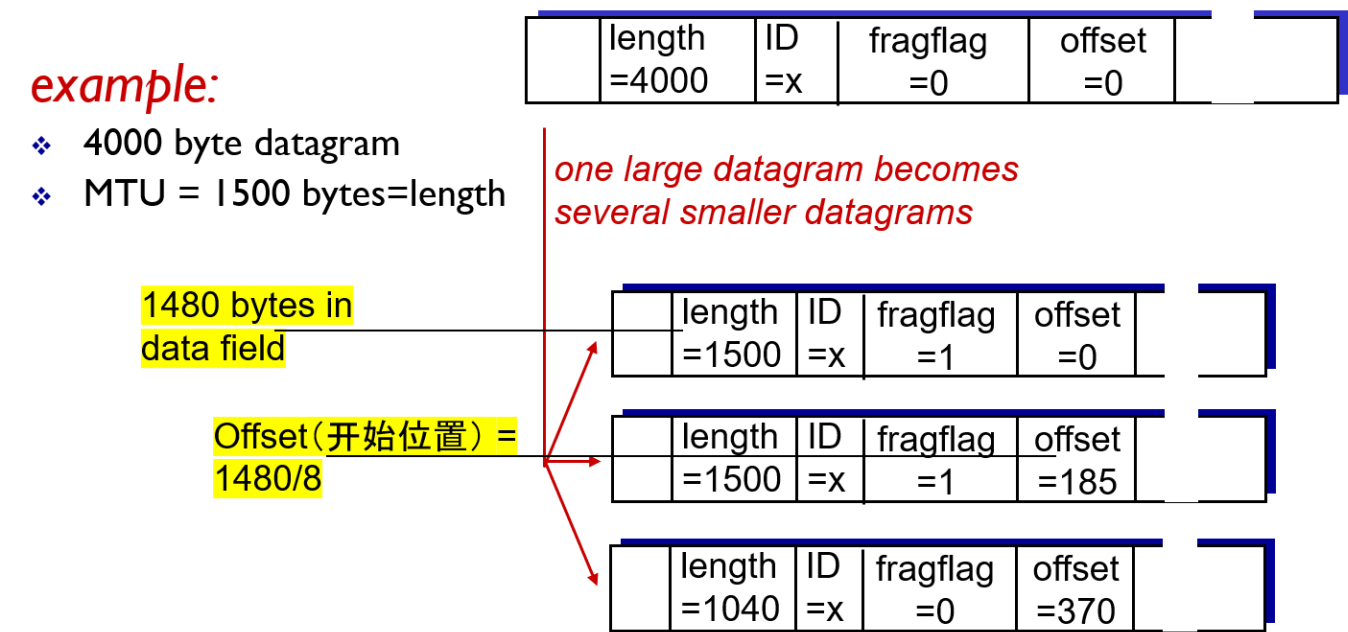 length ID fragflag offset
=4000 =x =0 =0
example:
❖ 4000 byte datagram
❖ MTU = 1500 bytes=length
one large datagram becomes
several smaller datagrams
1480 bytes in
data field
length ID fragflag offset
=1500 =x =1 =0
Offset(开始位置) =
1480/8
length ID fragflag offset
=1500 =x =1 =185
length ID fragflag offset
=1040 =x =0 =370